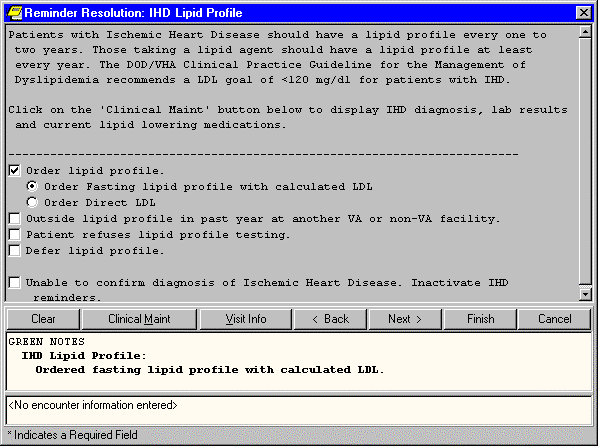 Reminder Resolution: IHD Lipid Profile
Patients with Ischemic Heart Disease should have a lipid profile every one to
two years. Those taking a lipid agent should have a lipid profile at least
every year. The DOD/VHA Clinical Practice Guideline for the Management of
Dyslipidemia recommends a LDL goal of <120 mg/dl for patients with IHD.
Click on the 'Clinical Maint' button below to display IHD diagnosis, lab results
and current lipid lowering medications.
--------------------------------------------------------------------
Order lipid profile.
Order Fasting lipid profile with calculated LDL
Order Direct LDL
Outside lipid profile in past year at another VA or non-VA facility.
Patient refuses lipid profile testing.
Defer lipid profile.
Unable to confirm diagnosis of Ischemic Heart Disease. Inactivate IHD
reminders.
Clear Clinical Maint Visit Info < Back Next > Finish Cancel
GREEN NOTES
IHD Lipid Profile:
Ordered fasting lipid profile with calculated LDL.
<No encounter information entered>
* Indicates a Required Field